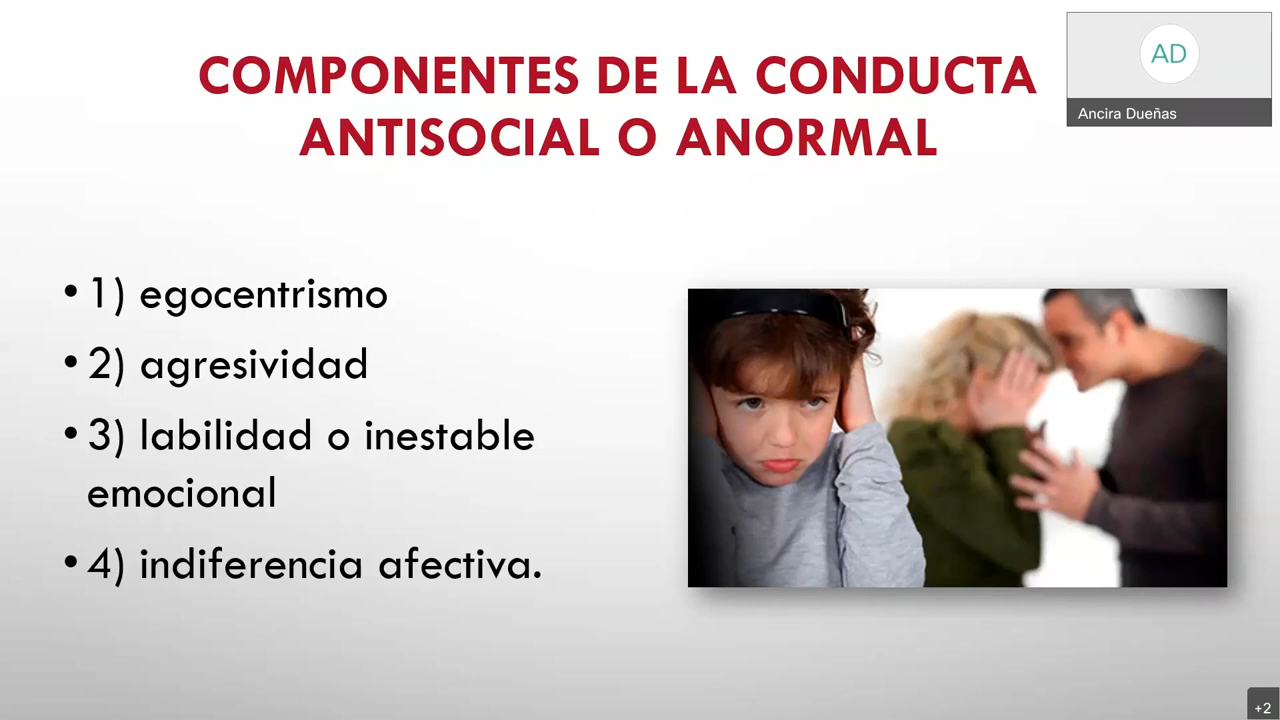 COMPONENTES DE LA CONDUCTA
ANTISOCIAL O ANORMAL
AD
Ancira Dueñas
• 1) egocentrismo
• 2) agresividad
• 3) labilidad o inestable
emocional
• 4) indiferencia afectiva.
+2